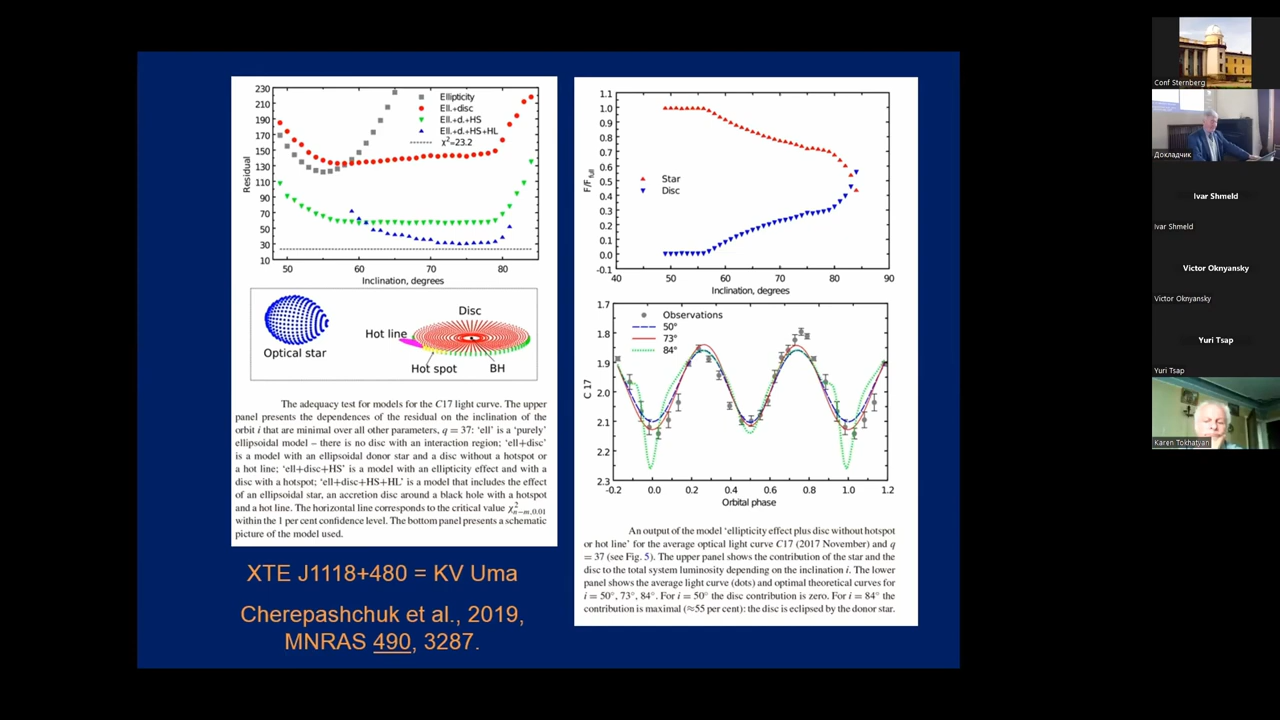 230
210
190
170
150
130
110
90
70
50
30
10
Residual
Ellipticity
Ell.+disc
Ell.+d.+HS
Ell.+d.+HS+HL
χ²=23.2
50 60 70 80
Inclination, degrees
Optical star
Disc
Hot line
Hot spot
BH
The adequacy test for models for the C17 light curve. The upper
panel presents the dependences of the residual on the inclination of the
orbit i that are minimal over all other parameters, q = 37: ‘ell’ is a ‘purely’
ellipsoidal model – there is no disc with an interaction region; ‘ell+disc’
is a model with an ellipsoidal donor star and a disc without a hotspot or
a hot line; ‘ell+disc+HS’ is a model with an ellipticity effect and with a
disc with a hotspot; ‘ell+disc+HS+HL’ is a model that includes the effect
of an ellipsoidal star, an accretion disc around a black hole with a hotspot
and a hot line. The horizontal line corresponds to the critical value χ²n−m,0.01
within the 1 per cent confidence level. The bottom panel presents a schematic
picture of the model used.
XTE J1118+480 = KV Uma
Cherepashchuk et al., 2019,
MNRAS 490, 3287.
1.1
1.0
0.9
0.8
0.7
0.6
0.5
0.4
0.3
0.2
0.1
0.0
-0.1
F/Ffull
Star
Disc
40 50 60 70 80 90
Inclination, degrees
1.7
1.8
1.9
2.0
2.1
2.2
2.3
C 17
Observations
50°
73°
84°
-0.2 0.0 0.2 0.4 0.6 0.8 1.0 1.2
Orbital phase
An output of the model ‘ellipticity effect plus disc without hotspot
or hot line’ for the average optical light curve C17 (2017 November) and q
= 37 (see Fig. 5). The upper panel shows the contribution of the star and the
disc to the total system luminosity depending on the inclination i. The lower
panel shows the average light curve (dots) and optimal theoretical curves for
i = 50°, 73°, 84°. For i = 50° the disc contribution is zero. For i = 84° the
contribution is maximal (≈55 per cent): the disc is eclipsed by the donor star.
Conf Sternberg
Докладчик
Ivar Shmeld
Ivar Shmeld
Victor Oknyansky
Victor Oknyansky
Yuri Tsap
Yuri Tsap
Karen Tokhatyan